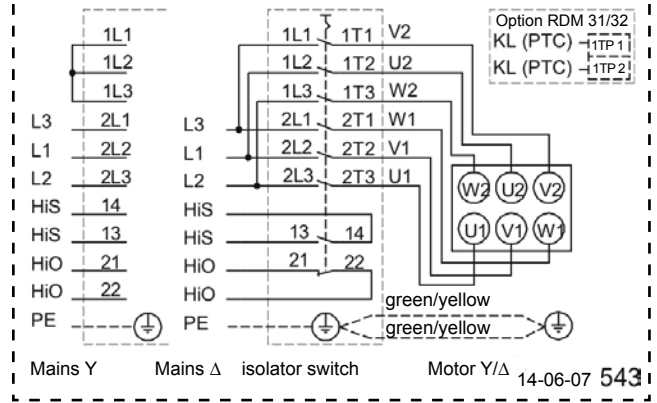 Option RDM 31/32
1L1 1L1 1T1 V2 KL (PTC) 1TP 1
1L2 1L2 1T2 U2 KL (PTC) 1TP 2
1L3 1L3 1T3 W2
L3 2L1 L3 2L1 2T1 W1
L1 2L2 L1 2L2 2T2 V1
L2 2L3 L2 2L3 2T3 U1
W2 U2 V2
HiS 14 HiS
U1 V1 W1
HiS 13 HiS 13 14
HiO 21 HiO 21 22
HiO 22 HiO
green/yellow
PE PE
green/yellow
Mains Y Mains Δ isolator switch Motor Y/Δ 14-06-07 543